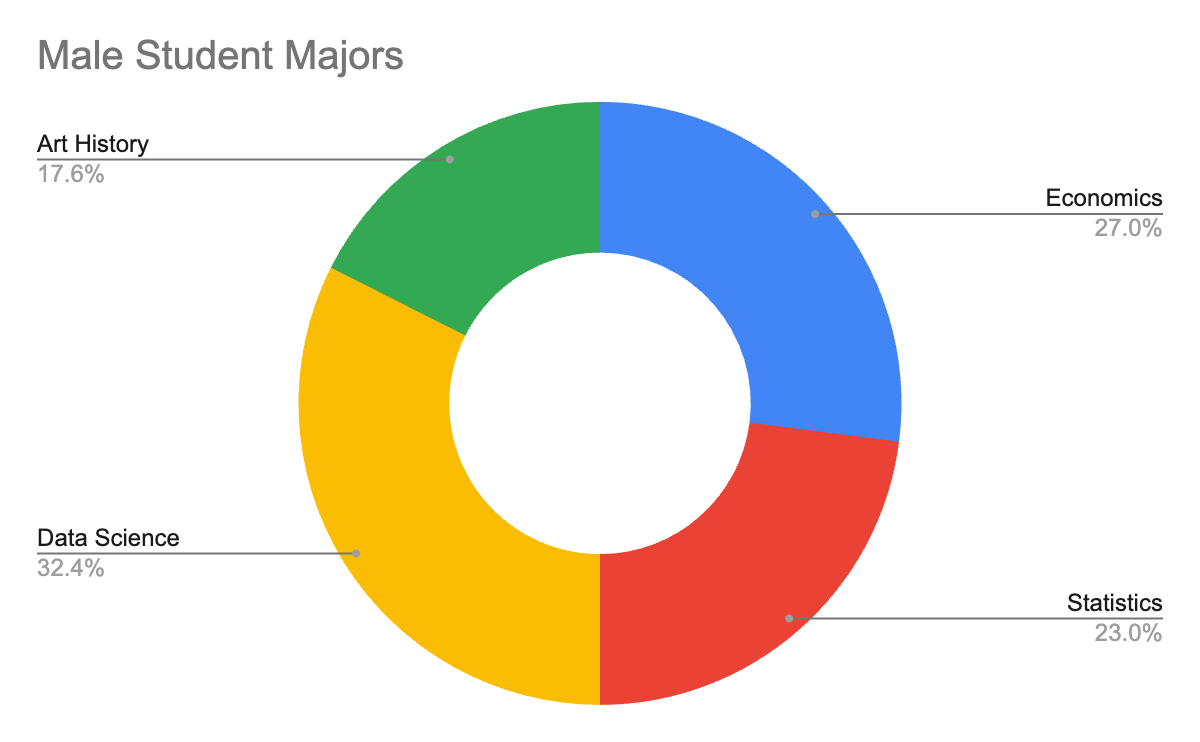 Male Student Majors
Art History
17.6%
Economics
27.0%
Data Science
32.4%
Statistics
23.0%